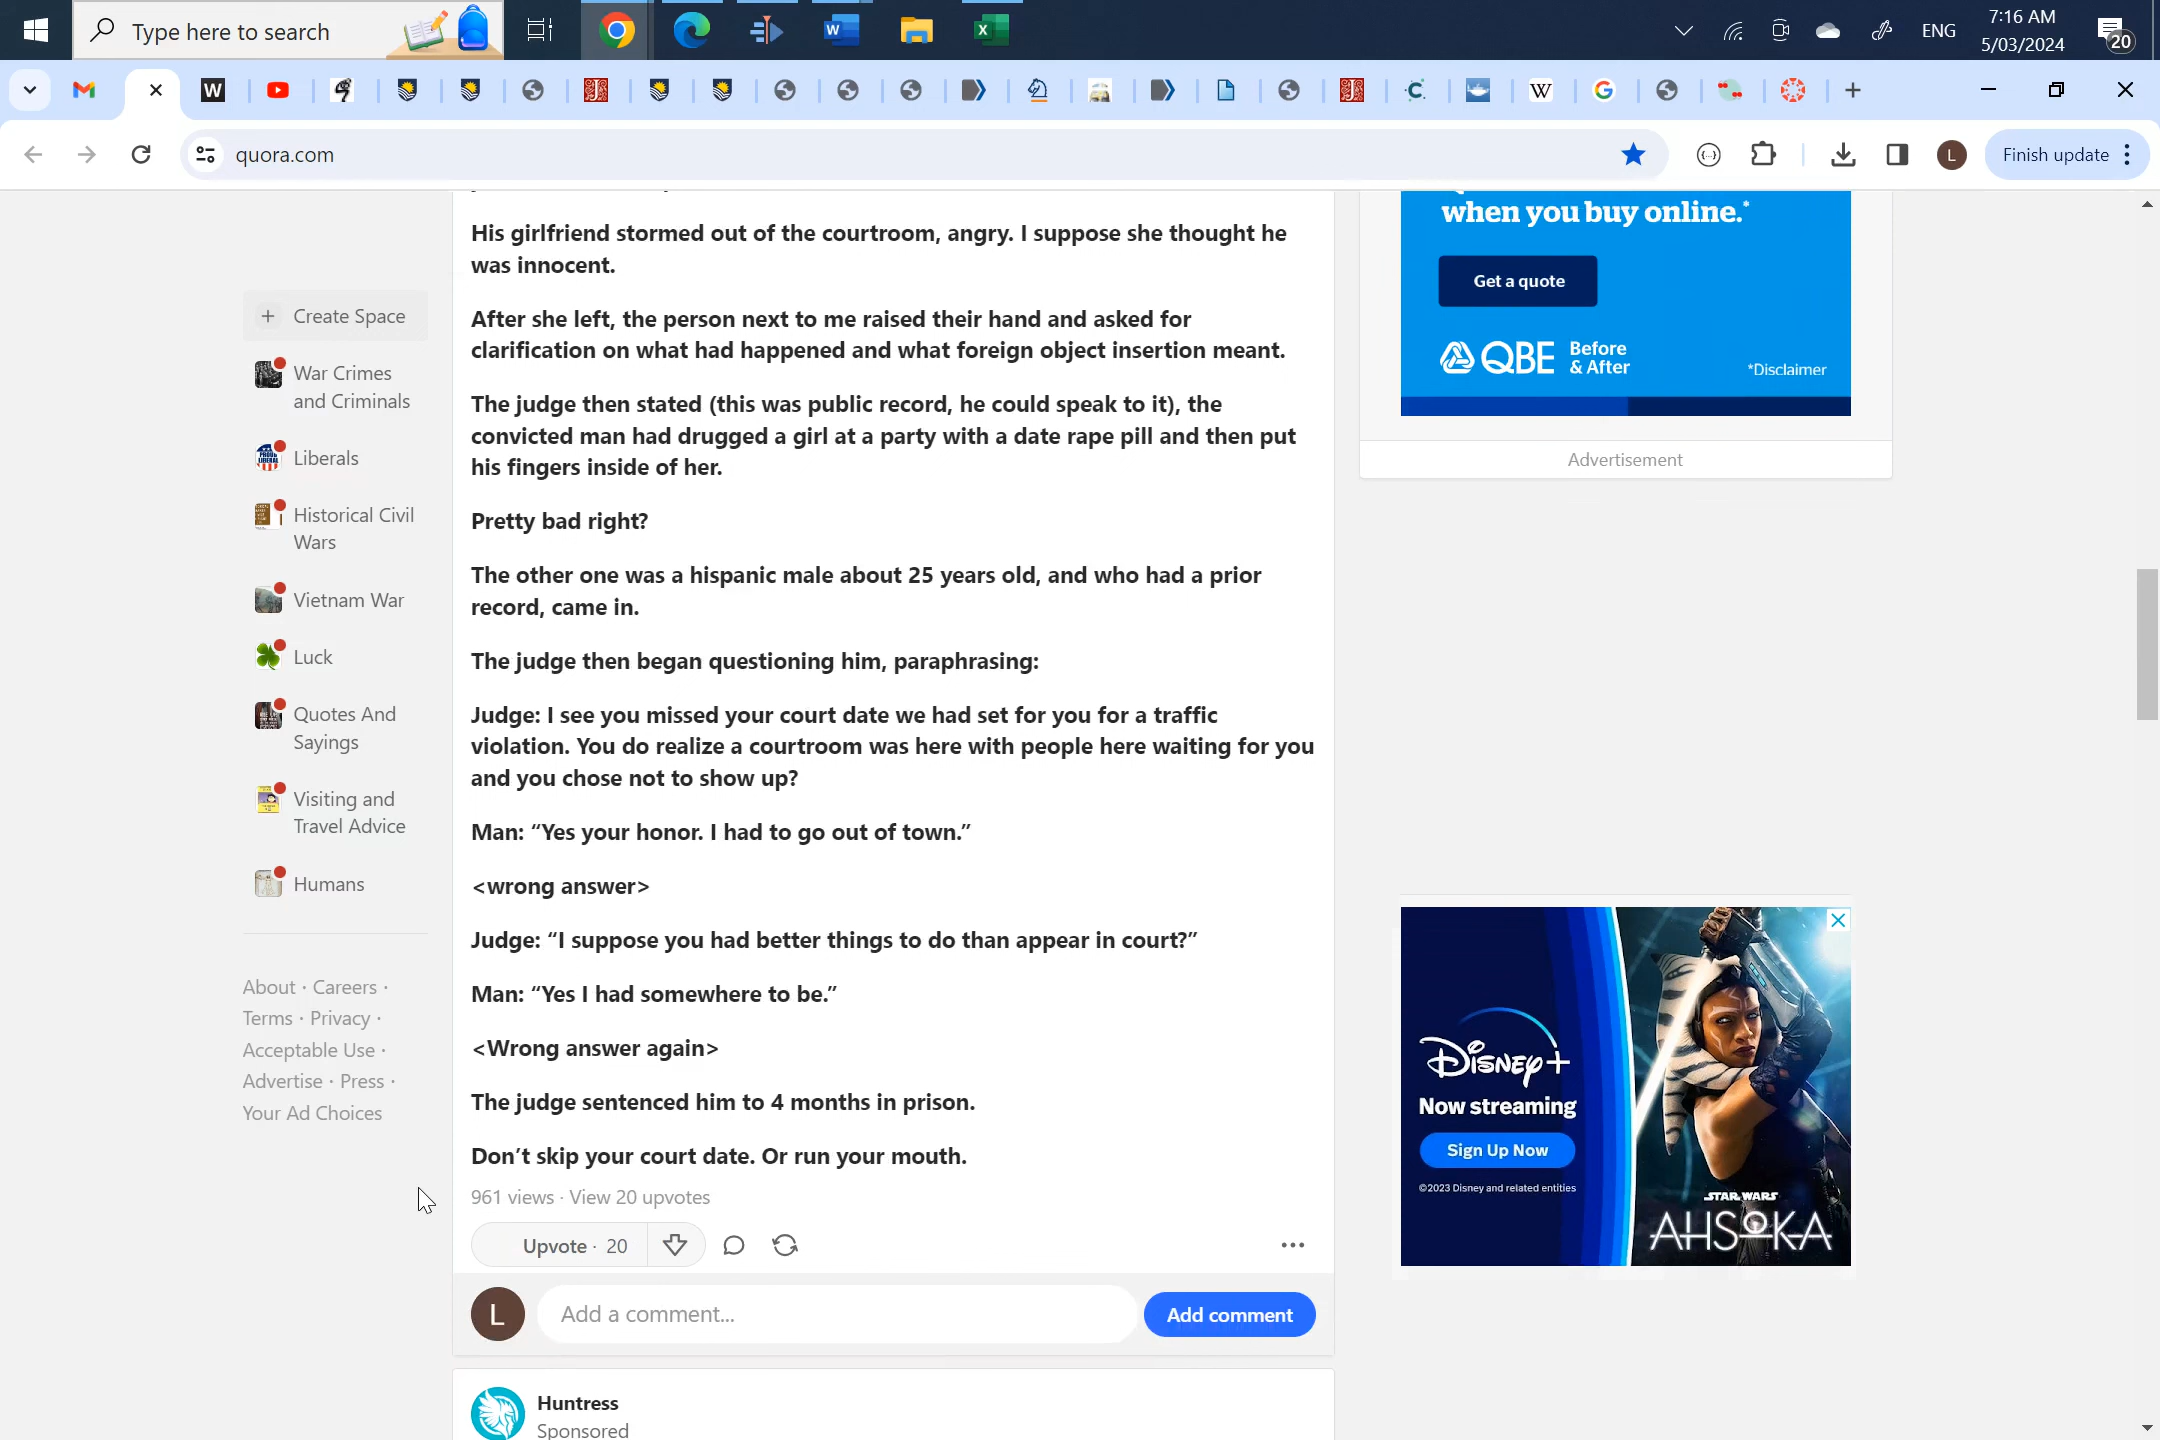 Type here to search
ENG
7:16 AM
5/03/2024
20
quora.com
L
Finish update
His girlfriend stormed out of the courtroom, angry. I suppose she thought he
was innocent.
After she left, the person next to me raised their hand and asked for
clarification on what had happened and what foreign object insertion meant.
The judge then stated (this was public record, he could speak to it), the
convicted man had drugged a girl at a party with a date rape pill and then put
his fingers inside of her.
Pretty bad right?
The other one was a hispanic male about 25 years old, and who had a prior
record, came in.
The judge then began questioning him, paraphrasing:
Judge: I see you missed your court date we had set for you for a traffic
violation. You do realize a courtroom was here with people here waiting for you
and you chose not to show up?
Man: “Yes your honor. I had to go out of town.”
<wrong answer>
Judge: “I suppose you had better things to do than appear in court?”
Man: “Yes I had somewhere to be.”
<Wrong answer again>
The judge sentenced him to 4 months in prison.
Don’t skip your court date. Or run your mouth.
961 views · View 20 upvotes
Upvote · 20
L
Add a comment...
Add comment
Huntress
Sponsored
Create Space
War Crimes
and Criminals
Liberals
Historical Civil
Wars
Vietnam War
Luck
Quotes And
Sayings
Visiting and
Travel Advice
Humans
About · Careers ·
Terms · Privacy ·
Acceptable Use ·
Advertise · Press ·
Your Ad Choices
when you buy online.*
Get a quote
QBE
Before
& After
*Disclaimer
Advertisement
Disney+
Now streaming
Sign Up Now
©2023 Disney and related entities
STAR WARS
AHSOKA